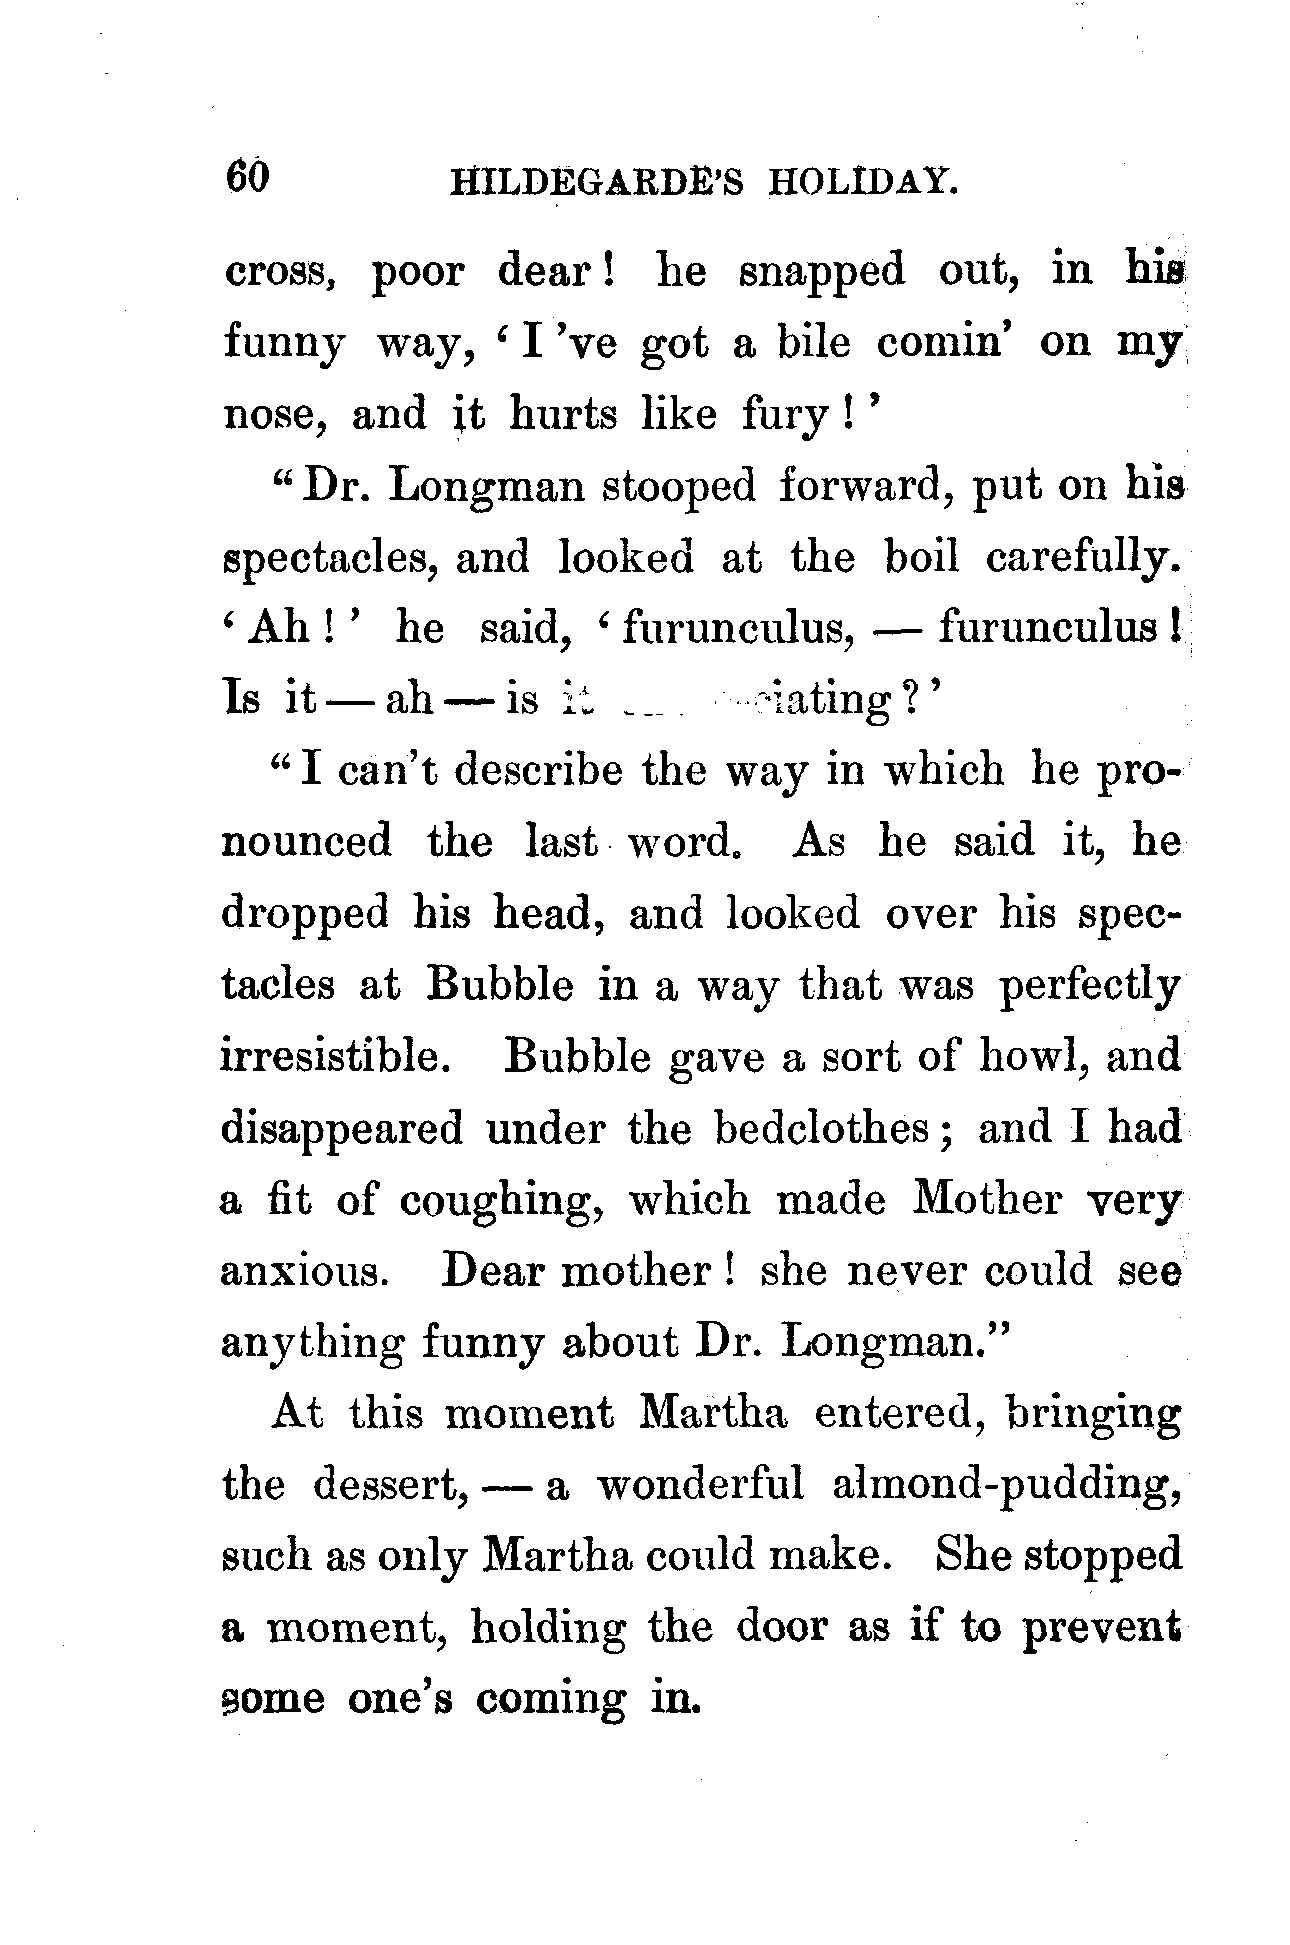 60 HILDEGARDE'S HOLIDAY.
cross, poor dear! he snapped out, in his
funny way, ‘I ’ve got a bile comin’ on my
nose, and it hurts like fury!’
“Dr. Longman stooped forward, put on his
spectacles, and looked at the boil carefully.
‘Ah!’ he said, ‘furunculus, — furunculus!
Is it — ah — is it
“I can’t describe the way in which he pro-
nounced the last word. As he said it, he
dropped his head, and looked over his spec-
tacles at Bubble in a way that was perfectly
irresistible. Bubble gave a sort of howl, and
disappeared under the bedclothes; and I had
a fit of coughing, which made Mother very
anxious. Dear mother! she never could see
anything funny about Dr. Longman.”
At this moment Martha entered, bringing
the dessert, — a wonderful almond-pudding,
such as only Martha could make. She stopped
a moment, holding the door as if to prevent
some one’s coming in.